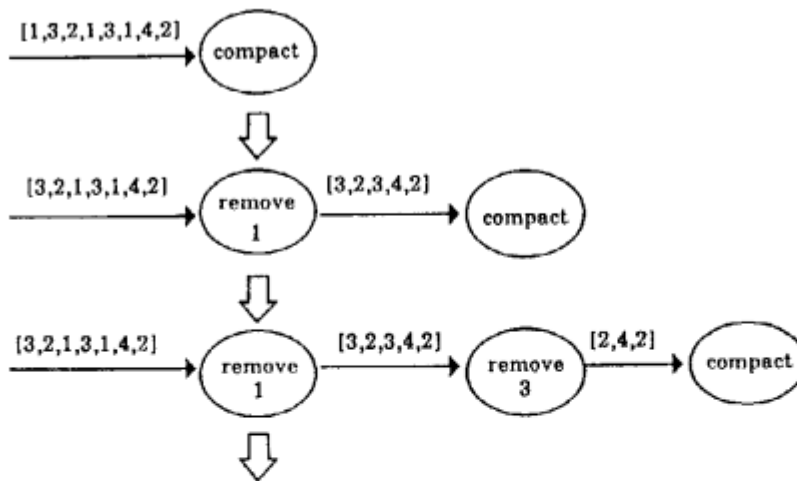 [1,3,2,1,3,1,4,2]
compact
[3,2,1,3,1,4,2]
remove
1
[3,2,3,4,2]
compact
[3,2,1,3,1,4,2]
remove
1
[3,2,3,4,2]
remove
3
[2,4,2]
compact